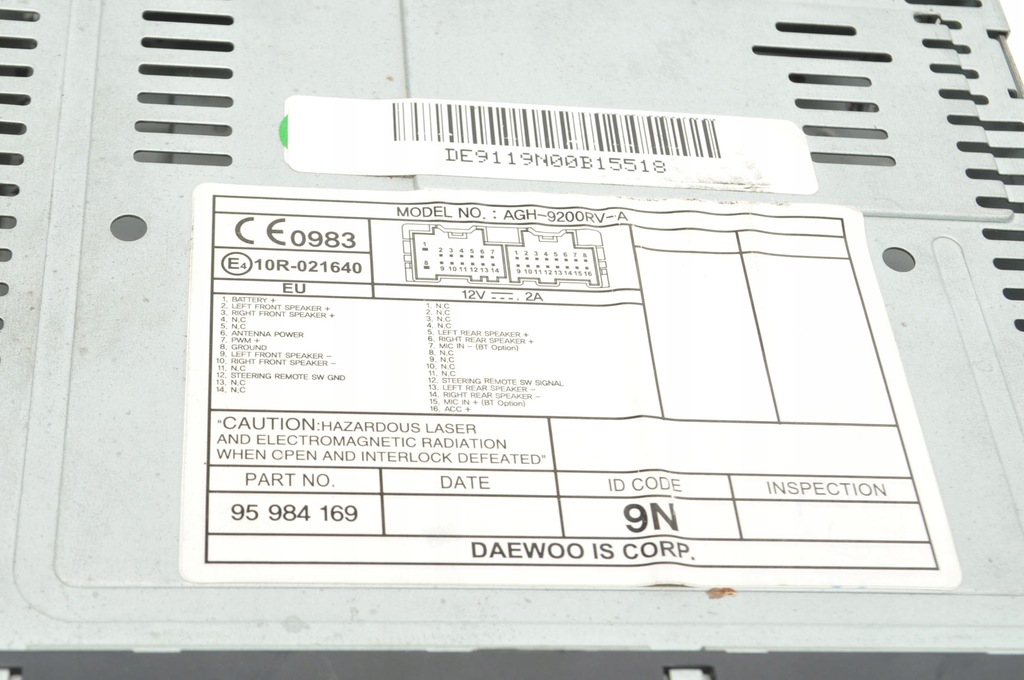 DE9119N00B15518
MODEL NO. : AGH-9200RV-A
CE 0983
E4 10R-021640
EU
1 2 3 4 5 6 7
8 9 10 11 12 13 14
1 2 3 4 5 6 7 8
9 10 11 12 13 14 15 16
12V ⎓. 2A
1. BATTERY +
2. LEFT FRONT SPEAKER +
3. RIGHT FRONT SPEAKER +
4. N.C
5. N.C
6. ANTENNA POWER
7. PWM +
8. GROUND
9. LEFT FRONT SPEAKER -
10. RIGHT FRONT SPEAKER -
11. N.C
12. STEERING REMOTE SW GND
13. N.C
14. N.C
1. N.C
2. N.C
3. N.C
4. N.C
5. LEFT REAR SPEAKER +
6. RIGHT REAR SPEAKER +
7. MIC IN - (BT Option)
8. N.C
9. N.C
10. N.C
11. N.C
12. STEERING REMOTE SW SIGNAL
13. LEFT REAR SPEAKER -
14. RIGHT REAR SPEAKER -
15. MIC IN + (BT Option)
16. ACC +
"CAUTION:HAZARDOUS LASER
AND ELECTROMAGNETIC RADIATION
WHEN OPEN AND INTERLOCK DEFEATED"
PART NO. DATE ID CODE INSPECTION
95 984 169 9N
DAEWOO IS CORP.